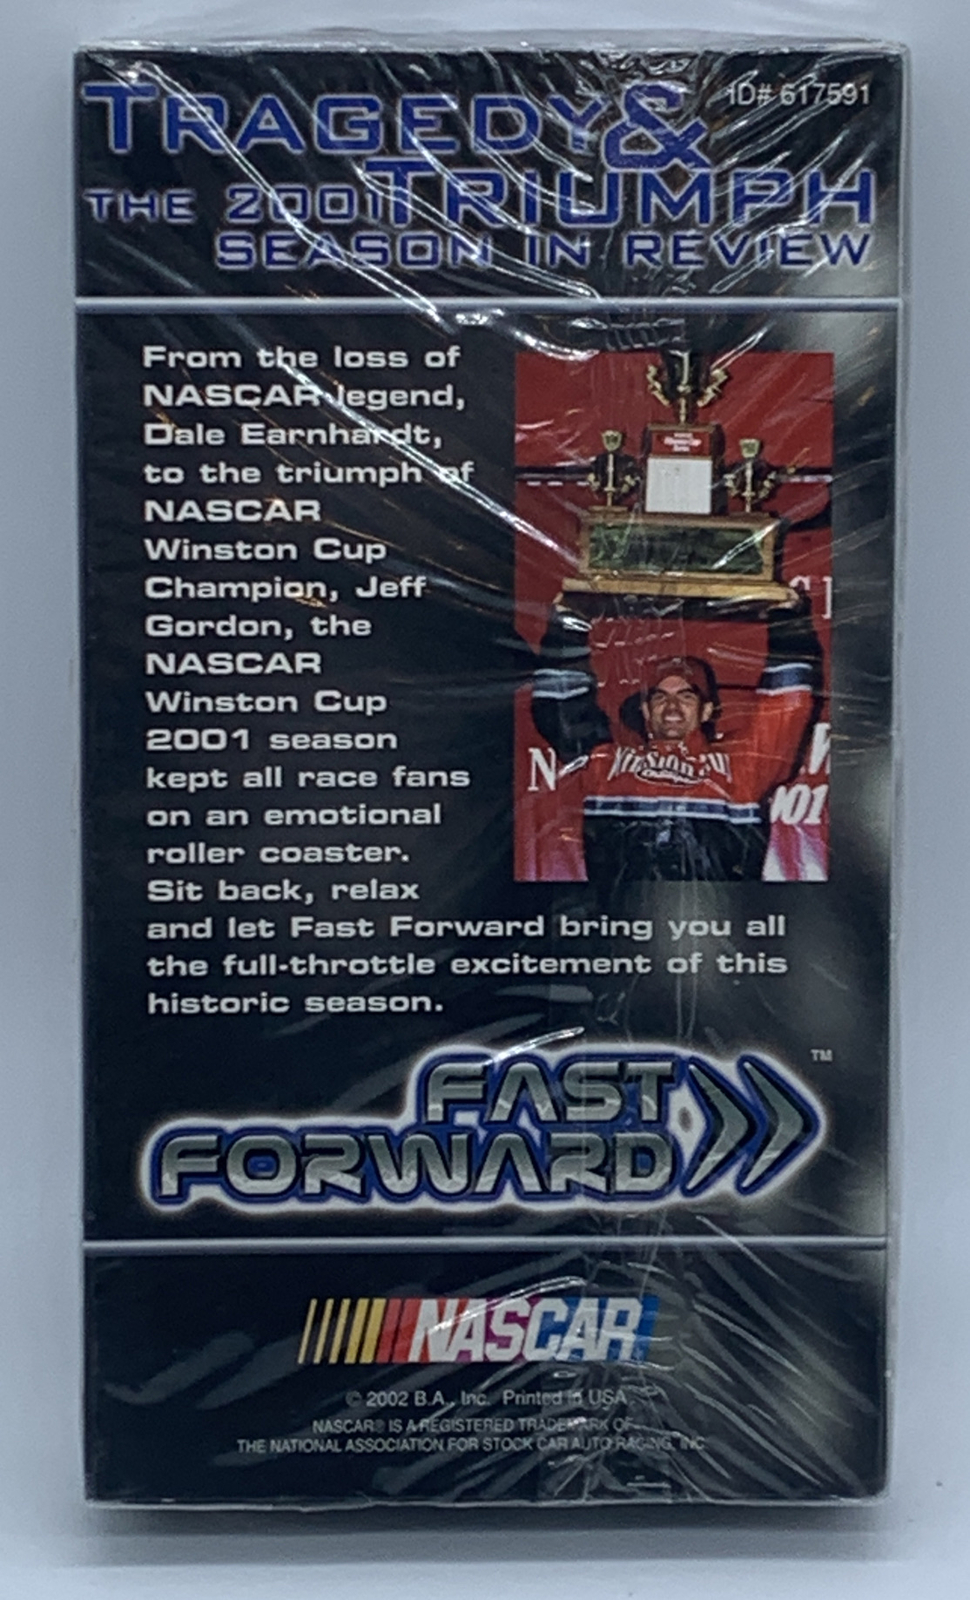 TRAGEDY &
ID# 617591
THE 2001 TRIUMPH
SEASON IN REVIEW
From the loss of
NASCAR legend,
Dale Earnhardt,
to the triumph of
NASCAR
Winston Cup
Champion, Jeff
Gordon, the
NASCAR
Winston Cup
2001 season
kept all race fans
on an emotional
roller coaster.
Sit back, relax
and let Fast Forward bring you all
the full-throttle excitement of this
historic season.
N
Winston Cup
FAST
FORWARD
TM
NASCAR
© 2002 B.A., Inc. Printed in USA
NASCAR® IS A REGISTERED TRADEMARK OF
THE NATIONAL ASSOCIATION FOR STOCK CAR AUTO RACING, INC